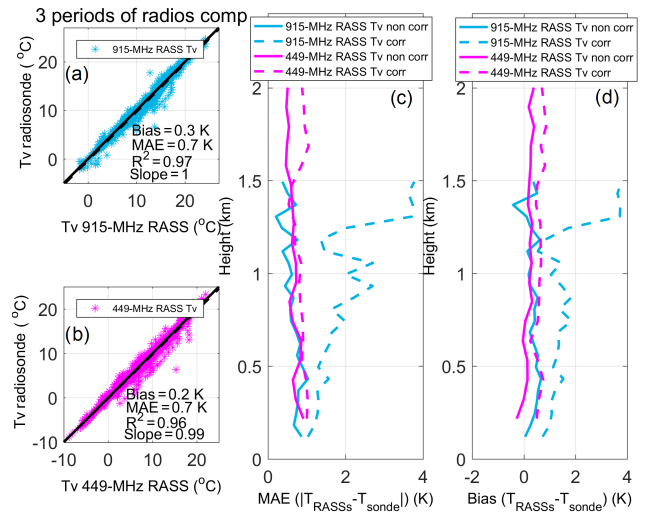 3 periods of radios comp
915-MHz RASS Tv
(a)
Tv radiosonde ( °C)
20
10
0
Bias = 0.3 K
MAE = 0.7 K
R² = 0.97
Slope = 1
0
10
20
Tv 915-MHz RASS (°C)
449-MHz RASS Tv
(b)
Tv radiosonde ( °C)
20
10
0
-10
Bias = 0.2 K
MAE = 0.7 K
R² = 0.96
Slope = 0.99
-10
0
10
20
Tv 449-MHz RASS (°C)
915-MHz RASS Tv non corr
915-MHz RASS Tv corr
449-MHz RASS Tv non corr
449-MHz RASS Tv corr
(c)
Height (km)
2
1.5
1
0.5
0
0
2
4
MAE (|T_RASSs-T_sonde|) (K)
915-MHz RASS Tv non corr
915-MHz RASS Tv corr
449-MHz RASS Tv non corr
449-MHz RASS Tv corr
(d)
Height (km)
2
1.5
1
0.5
0
-2
0
2
4
Bias (T_RASSs-T_sonde) (K)